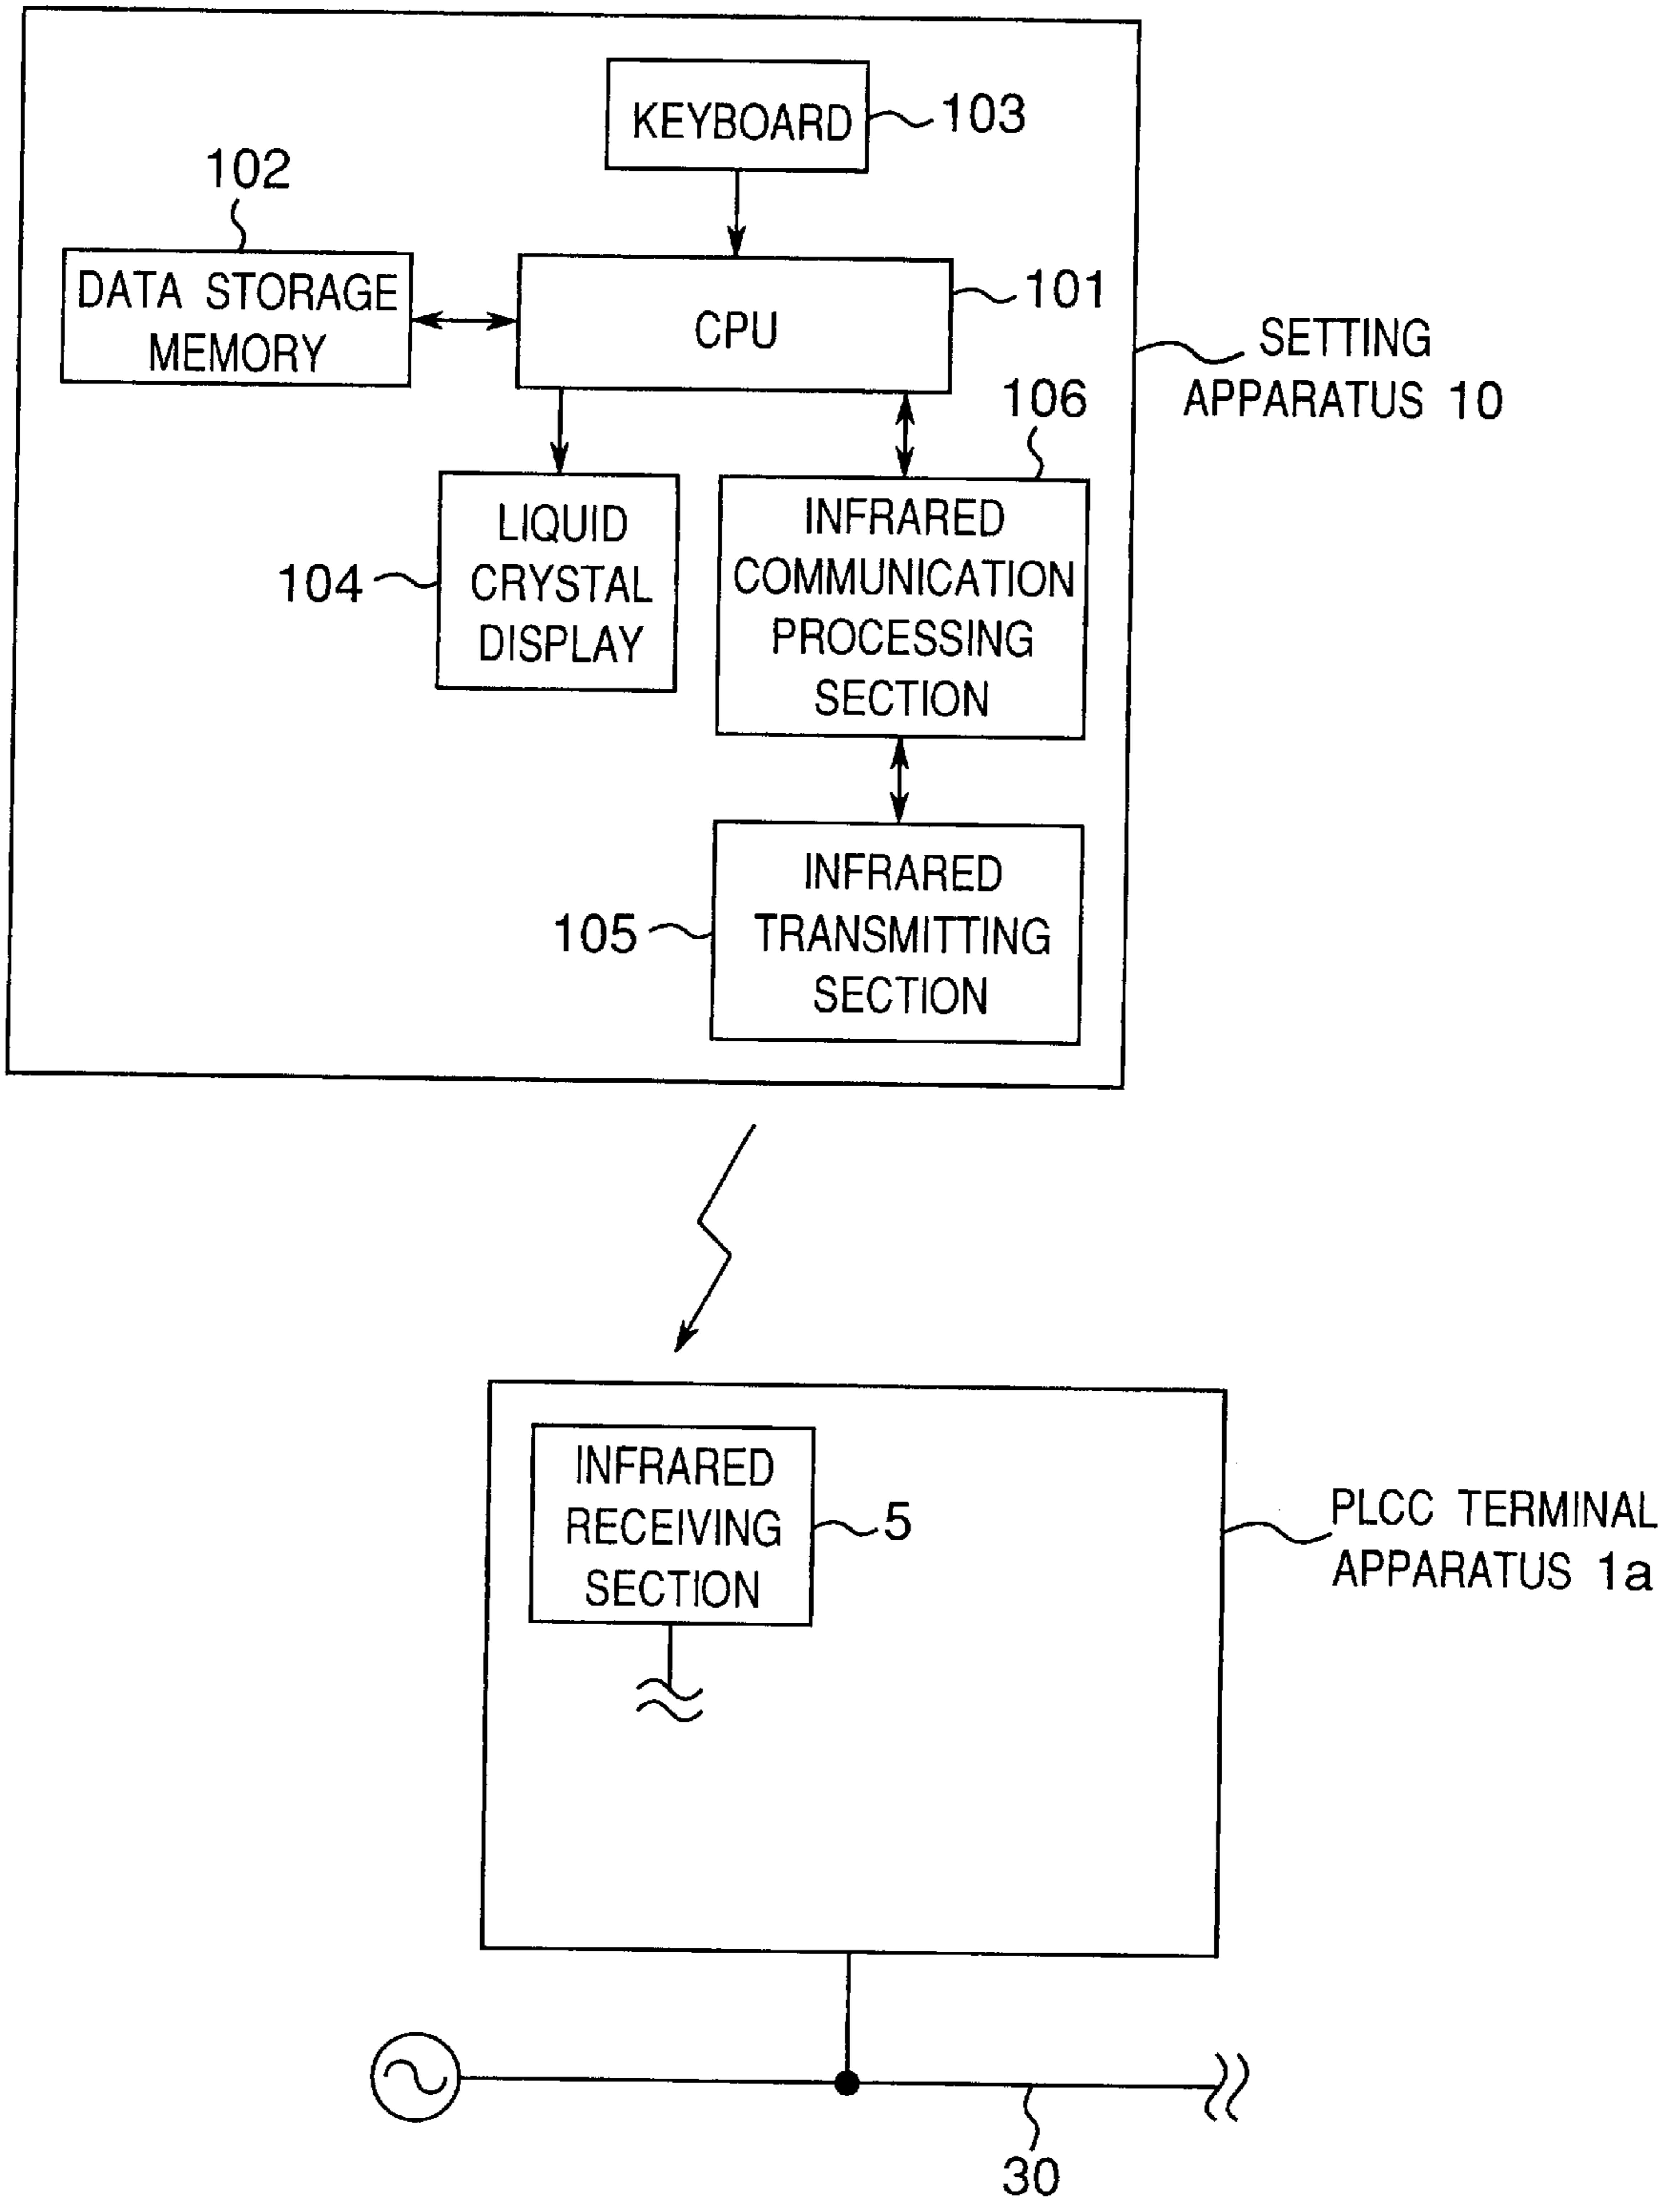 KEYBOARD
103
102
DATA STORAGE
MEMORY
CPU
101
SETTING
APPARATUS 10
106
LIQUID
CRYSTAL
DISPLAY
104
INFRARED
COMMUNICATION
PROCESSING
SECTION
INFRARED
TRANSMITTING
SECTION
105
INFRARED
RECEIVING
SECTION
5
PLCC TERMINAL
APPARATUS 1a
30